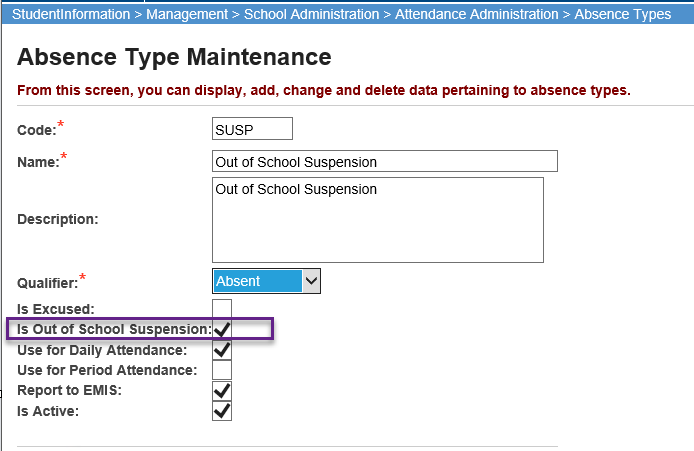 StudentInformation > Management > School Administration > Attendance Administration > Absence Types
Absence Type Maintenance
From this screen, you can display, add, change and delete data pertaining to absence types.
Code:* SUSP
Name:* Out of School Suspension
Description: Out of School Suspension
Qualifier:* Absent
Is Excused:
Is Out of School Suspension:
Use for Daily Attendance:
Use for Period Attendance:
Report to EMIS:
Is Active: